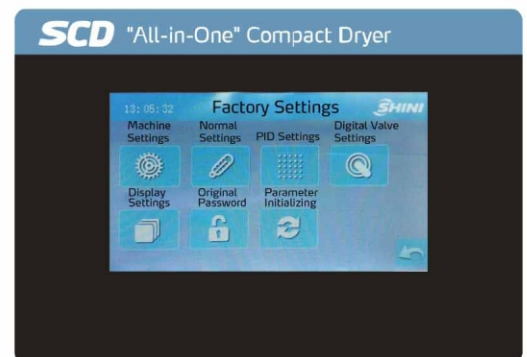 SCD "All-in-One" Compact Dryer
13:05:32 Factory Settings SHINI
Machine Settings
Normal Settings
PID Settings
Digital Valve Settings
Display Settings
Original Password
Parameter Initializing